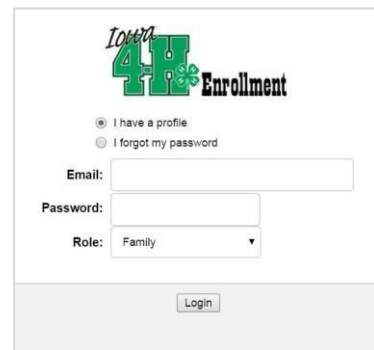 Iowa
4-H Enrollment
I have a profile
I forgot my password
Email:
Password:
Role: Family
Login